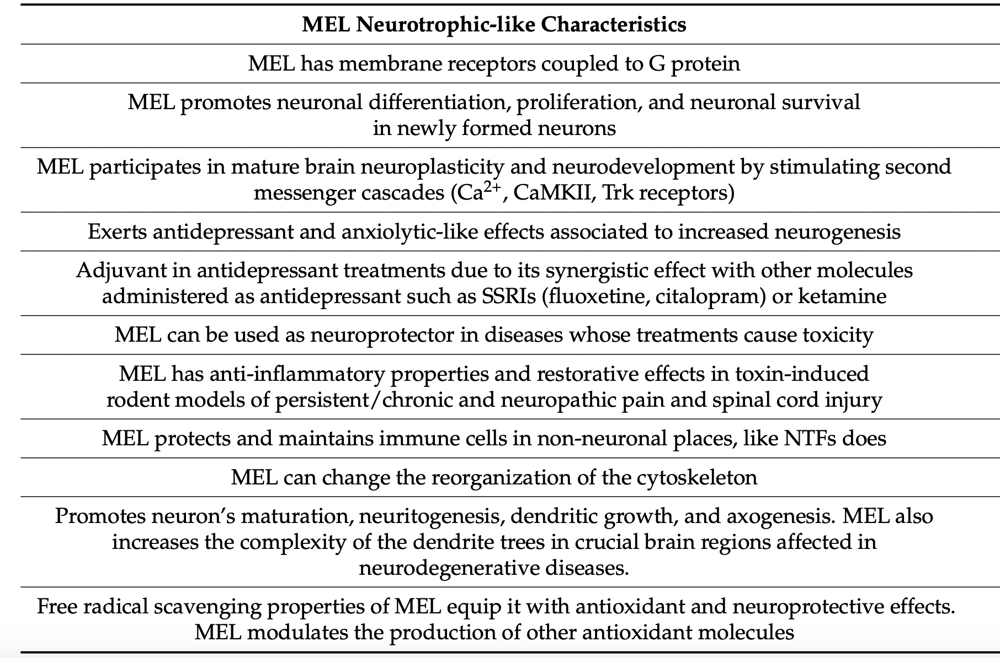 MEL Neurotrophic-like Characteristics
MEL has membrane receptors coupled to G protein
MEL promotes neuronal differentiation, proliferation, and neuronal survival
in newly formed neurons
MEL participates in mature brain neuroplasticity and neurodevelopment by stimulating second
messenger cascades (Ca²⁺, CaMKII, Trk receptors)
Exerts antidepressant and anxiolytic-like effects associated to increased neurogenesis
Adjuvant in antidepressant treatments due to its synergistic effect with other molecules
administered as antidepressant such as SSRIs (fluoxetine, citalopram) or ketamine
MEL can be used as neuroprotector in diseases whose treatments cause toxicity
MEL has anti-inflammatory properties and restorative effects in toxin-induced
rodent models of persistent/chronic and neuropathic pain and spinal cord injury
MEL protects and maintains immune cells in non-neuronal places, like NTFs does
MEL can change the reorganization of the cytoskeleton
Promotes neuron’s maturation, neuritogenesis, dendritic growth, and axogenesis. MEL also
increases the complexity of the dendrite trees in crucial brain regions affected in
neurodegenerative diseases.
Free radical scavenging properties of MEL equip it with antioxidant and neuroprotective effects.
MEL modulates the production of other antioxidant molecules